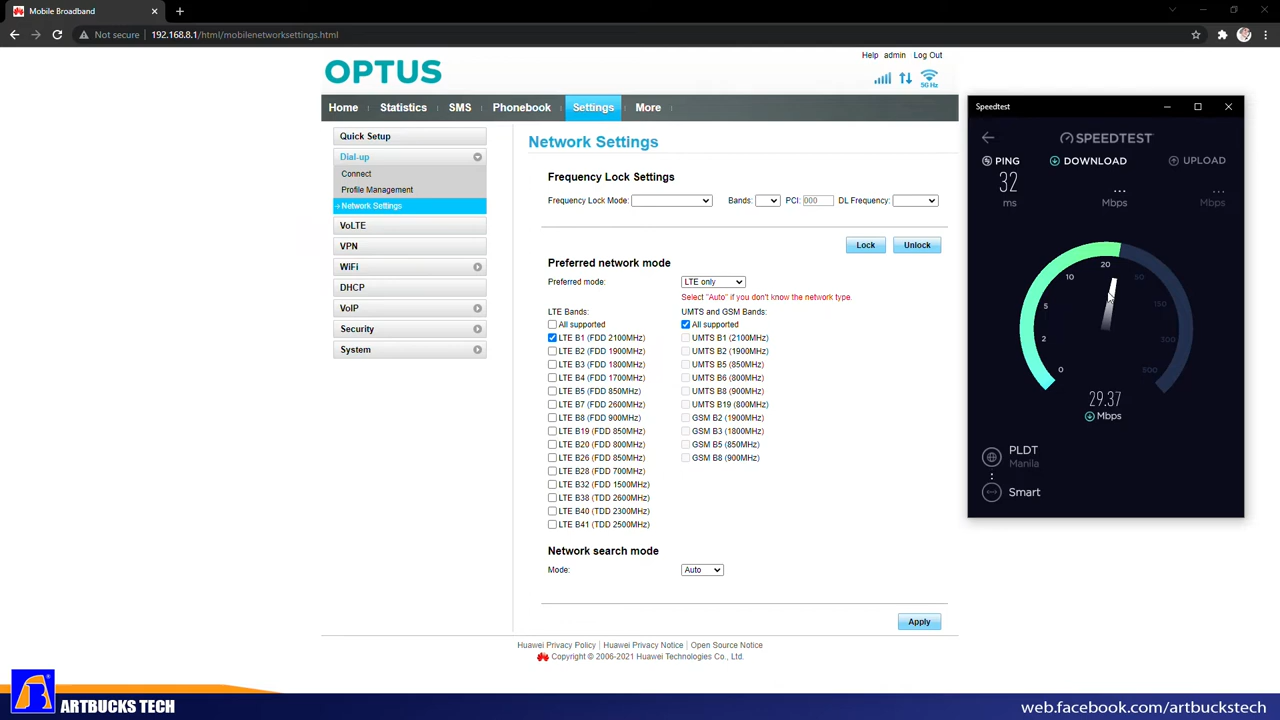 Mobile Broadband
Not secure | 192.168.8.1/html/mobilenetworksettings.html
Help admin Log Out
OPTUS
5G Hz
Home Statistics SMS Phonebook Settings More
Quick Setup
Dial-up
Connect
Profile Management
Network Settings
VoLTE
VPN
WiFi
DHCP
VoIP
Security
System
Network Settings
Frequency Lock Settings
Frequency Lock Mode: Bands: PCI: 000 DL Frequency:
Lock Unlock
Preferred network mode
Preferred mode: LTE only
Select "Auto" if you don't know the network type.
LTE Bands: UMTS and GSM Bands:
All supported All supported
LTE B1 (FDD 2100MHz) UMTS B1 (2100MHz)
LTE B2 (FDD 1900MHz) UMTS B2 (1900MHz)
LTE B3 (FDD 1800MHz) UMTS B5 (850MHz)
LTE B4 (FDD 1700MHz) UMTS B6 (800MHz)
LTE B5 (FDD 850MHz) UMTS B8 (900MHz)
LTE B7 (FDD 2600MHz) UMTS B19 (800MHz)
LTE B8 (FDD 900MHz) GSM B2 (1900MHz)
LTE B19 (FDD 850MHz) GSM B3 (1800MHz)
LTE B20 (FDD 800MHz) GSM B5 (850MHz)
LTE B26 (FDD 850MHz) GSM B8 (900MHz)
LTE B28 (FDD 700MHz)
LTE B32 (FDD 1500MHz)
LTE B38 (TDD 2600MHz)
LTE B40 (TDD 2300MHz)
LTE B41 (TDD 2500MHz)
Network search mode
Mode: Auto
Apply
Huawei Privacy Policy | Huawei Privacy Notice | Open Source Notice
Copyright © 2006-2021 Huawei Technologies Co., Ltd.
Speedtest
SPEEDTEST
PING DOWNLOAD UPLOAD
32 ... ...
ms Mbps Mbps
20
10 50
5 150
2 300
0 500
29.37
Mbps
PLDT
Manila
Smart
ARTBUCKS TECH
web.facebook.com/artbuckstech